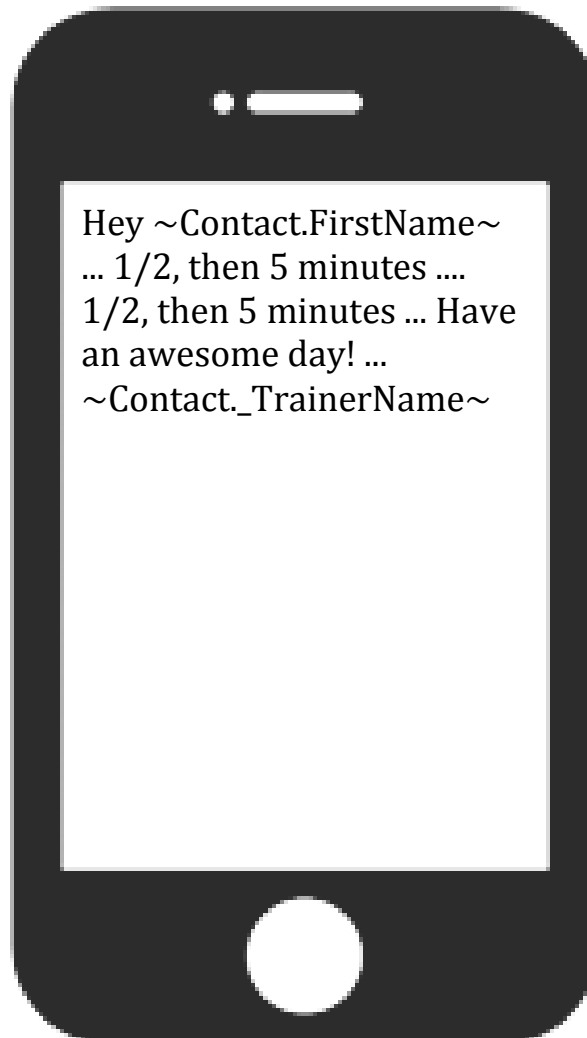 Hey ~Contact.FirstName~
... 1/2, then 5 minutes ....
1/2, then 5 minutes ... Have
an awesome day! ...
~Contact._TrainerName~